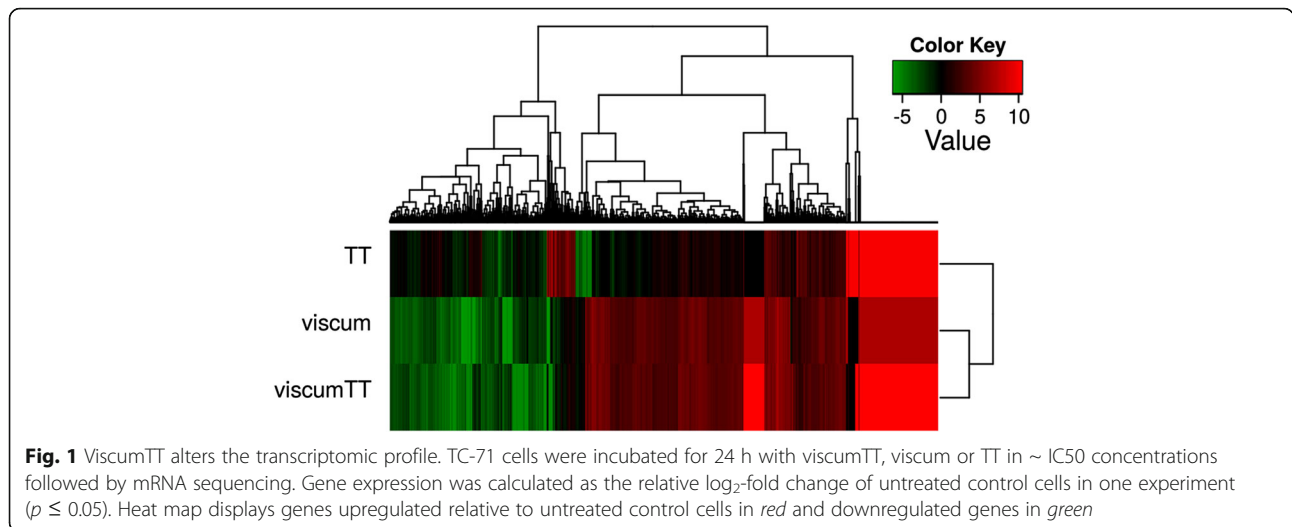 Color Key
-5 0 5 10
Value
TT
viscum
viscumTT
Fig. 1 ViscumTT alters the transcriptomic profile. TC-71 cells were incubated for 24 h with viscumTT, viscum or TT in ~ IC50 concentrations
followed by mRNA sequencing. Gene expression was calculated as the relative log₂-fold change of untreated control cells in one experiment
(p ≤ 0.05). Heat map displays genes upregulated relative to untreated control cells in red and downregulated genes in green